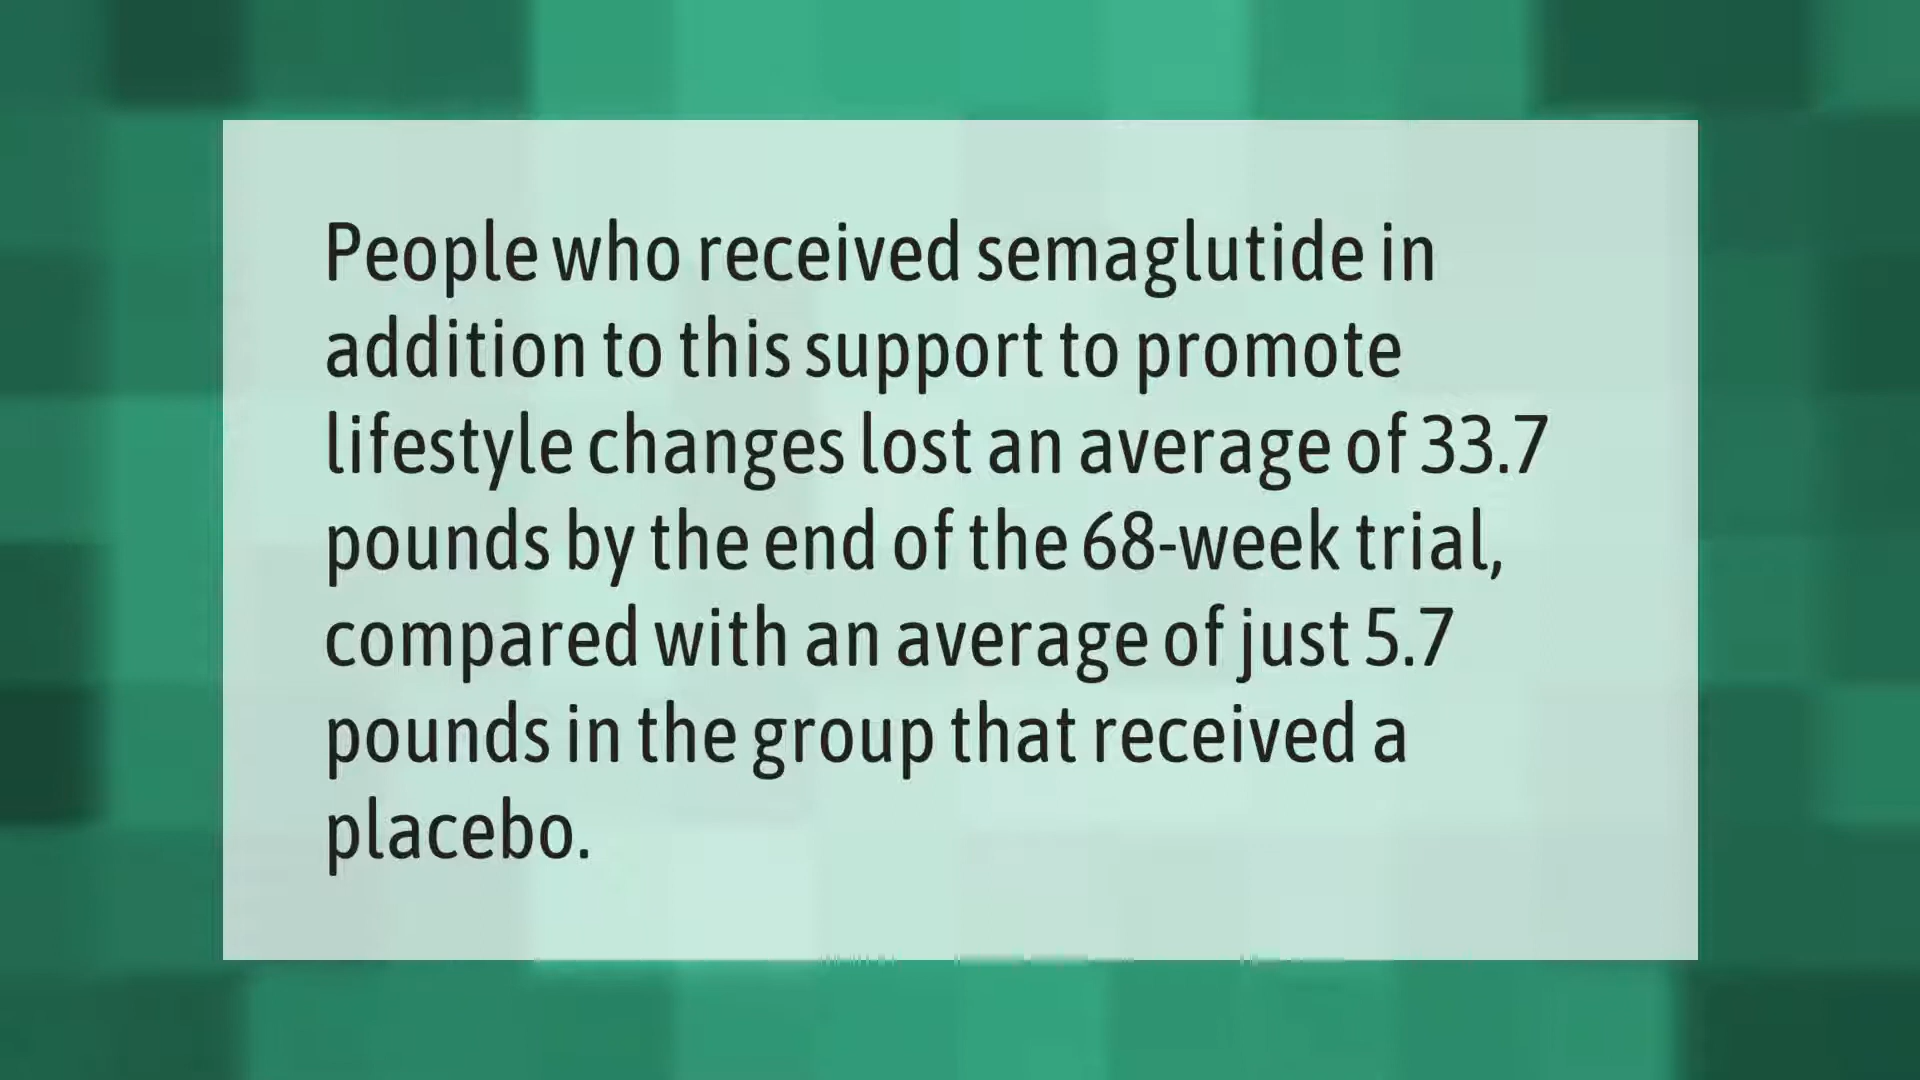 People who received semaglutide in
addition to this support to promote
lifestyle changes lost an average of 33.7
pounds by the end of the 68-week trial,
compared with an average of just 5.7
pounds in the group that received a
placebo.